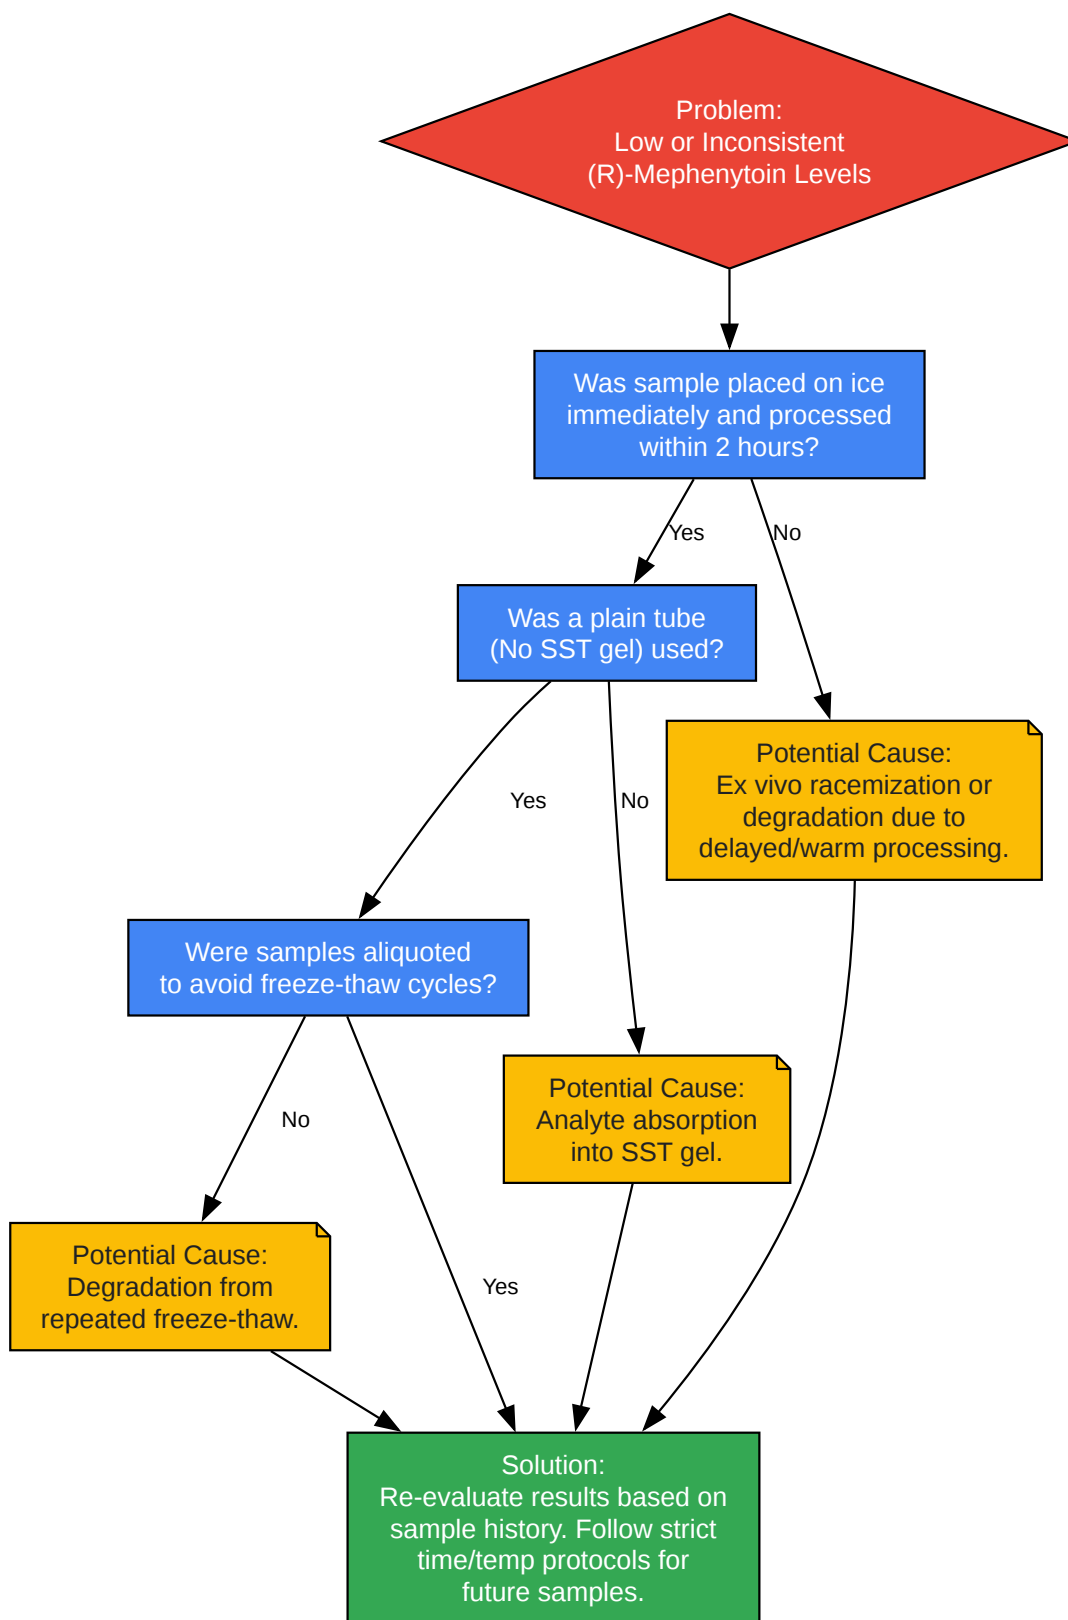 Problem:
Low or Inconsistent
(R)-Mephenytoin Levels
Was sample placed on ice
immediately and processed
within 2 hours?
Yes
No
Was a plain tube
(No SST gel) used?
Potential Cause:
Ex vivo racemization or
degradation due to
delayed/warm processing.
Yes
No
Were samples aliquoted
to avoid freeze-thaw cycles?
Potential Cause:
Analyte absorption
into SST gel.
No
Yes
Potential Cause:
Degradation from
repeated freeze-thaw.
Solution:
Re-evaluate results based on
sample history. Follow strict
time/temp protocols for
future samples.